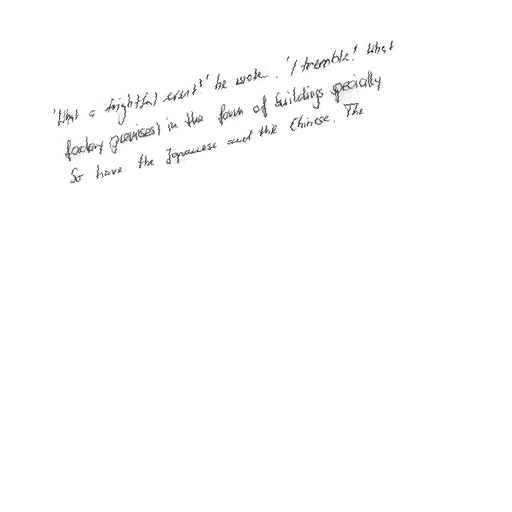 'What a frightful event!' he wrote. 'I tremble! What
factory premises) in the form of buildings specially
So have the Japanese and the Chinese. The